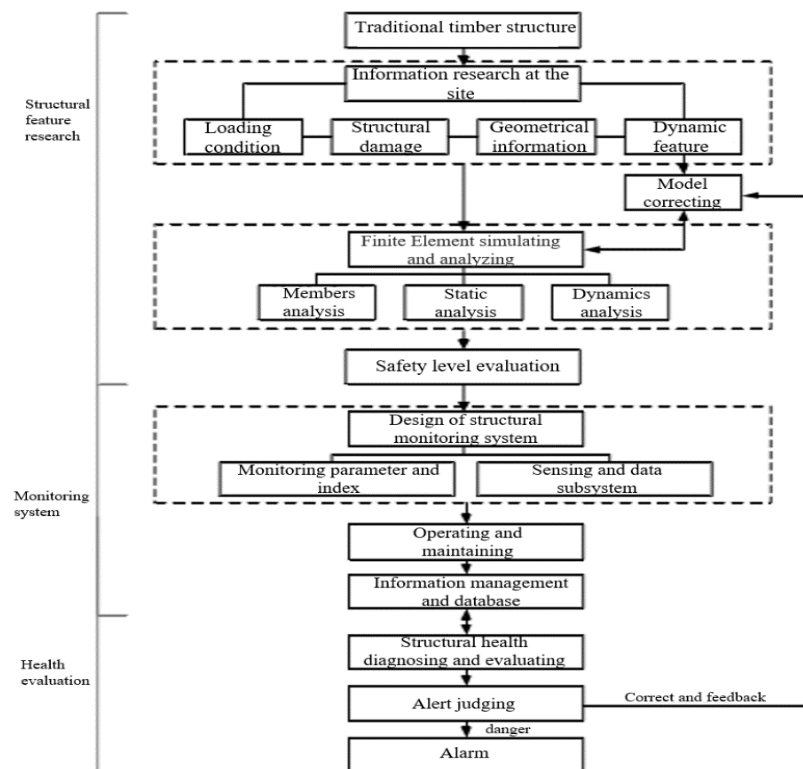 Traditional timber structure
Information research at the
site
Structural
feature
research
Loading
condition
Structural
damage
Geometrical
information
Dynamic
feature
Model
correcting
Finite Element simulating
and analyzing
Members
analysis
Static
analysis
Dynamics
analysis
Safety level evaluation
Design of structural
monitoring system
Monitoring parameter and
index
Sensing and data
subsystem
Monitoring
system
Operating and
maintaining
Information management
and database
Structural health
diagnosing and evaluating
Health
evaluation
Alert judging
Correct and feedback
danger
Alarm